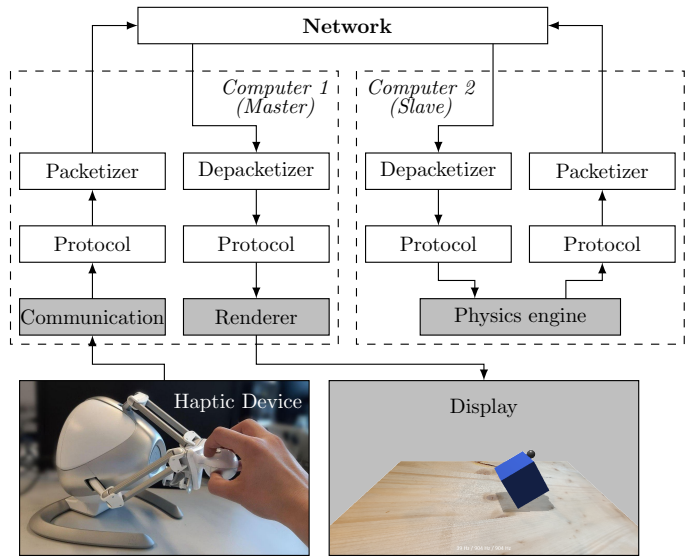 Network
Computer 1
(Master)
Computer 2
(Slave)
Packetizer
Depacketizer
Depacketizer
Packetizer
Protocol
Protocol
Protocol
Protocol
Communication
Renderer
Physics engine
Haptic Device
Display